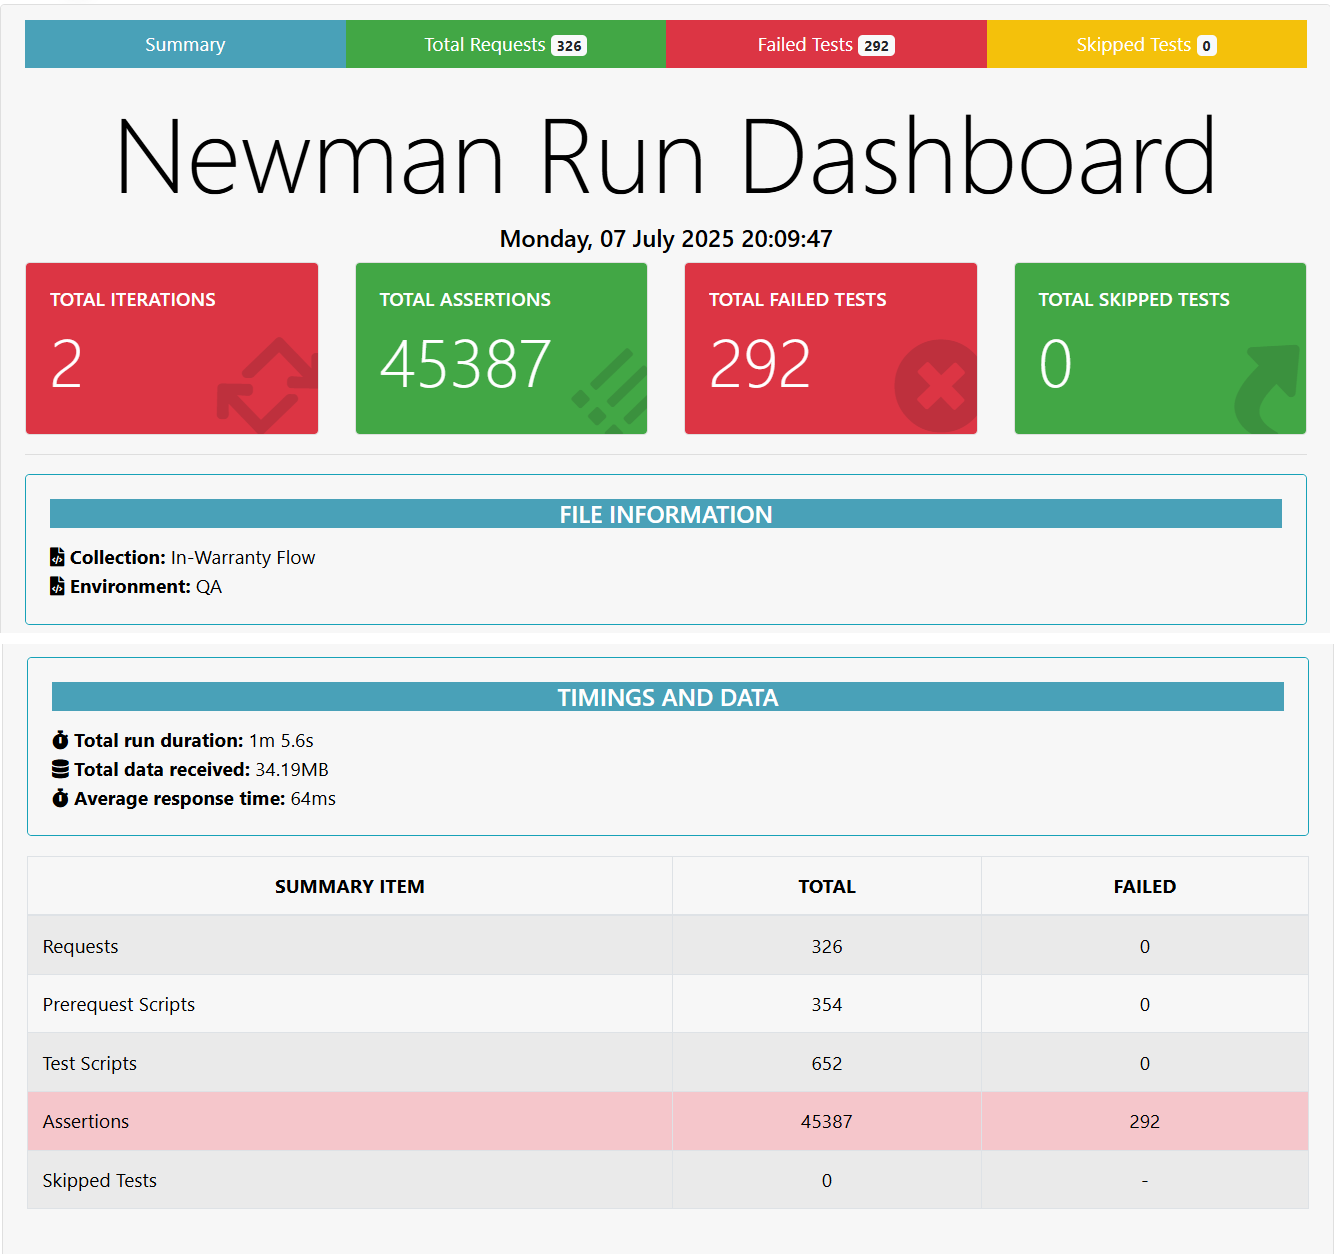 Summary Total Requests 326 Failed Tests 292 Skipped Tests 0
Newman Run Dashboard
Monday, 07 July 2025 20:09:47
TOTAL ITERATIONS TOTAL ASSERTIONS TOTAL FAILED TESTS TOTAL SKIPPED TESTS
2 45387 292 0
FILE INFORMATION
Collection: In-Warranty Flow
Environment: QA
TIMINGS AND DATA
Total run duration: 1m 5.6s
Total data received: 34.19MB
Average response time: 64ms
SUMMARY ITEM TOTAL FAILED
Requests 326 0
Prerequest Scripts 354 0
Test Scripts 652 0
Assertions 45387 292
Skipped Tests 0 -